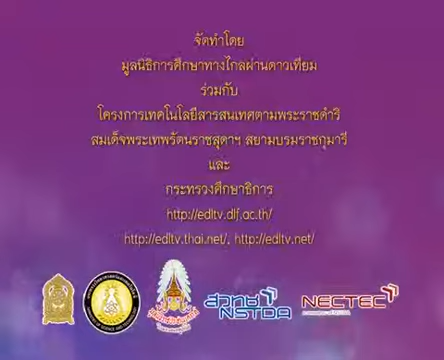 จัดทำโดย
มูลนิธิการศึกษาทางไกลผ่านดาวเทียม
ร่วมกับ
โครงการเทคโนโลยีสารสนเทศตามพระราชดำริ
สมเด็จพระเทพรัตนราชสุดาฯ สยามบรมราชกุมารี
และ
กระทรวงศึกษาธิการ
http://edltv.dlf.ac.th/
http://edltv.thai.net/, http://edltv.net/
สวทช NSTDA
NECTEC